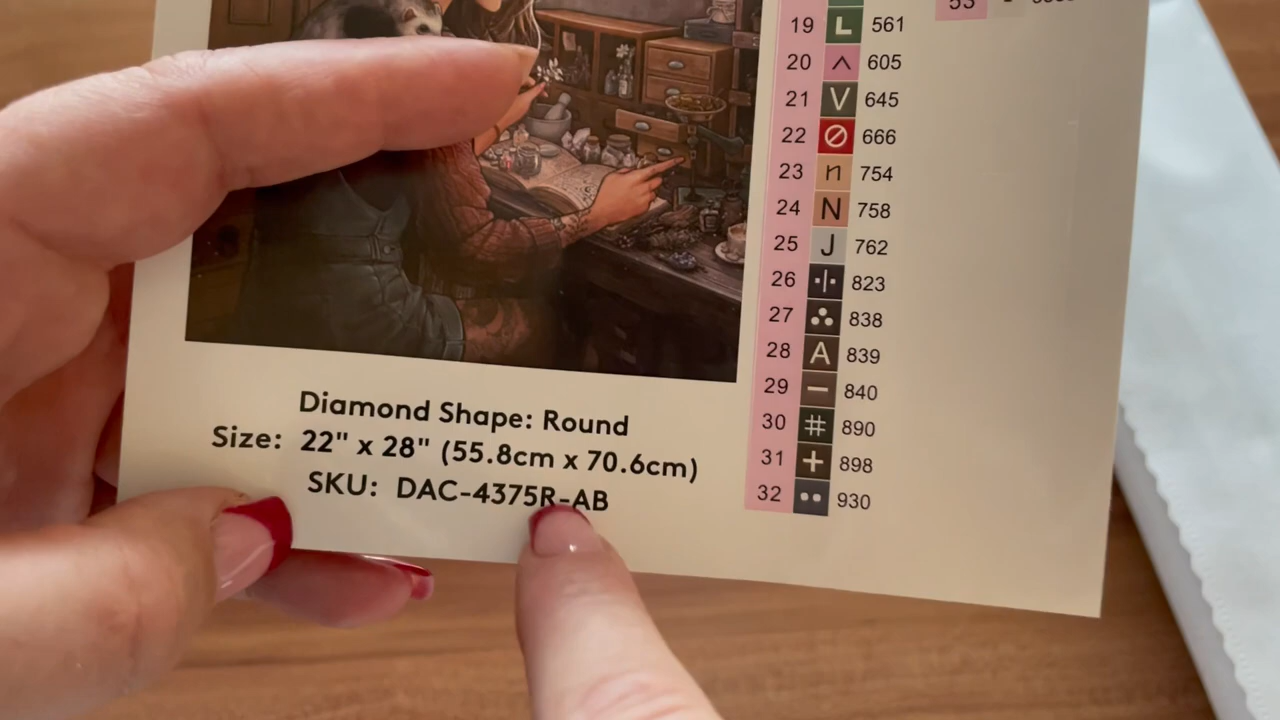 19 L 561
20 ^ 605
21 V 645
22 666
23 n 754
24 N 758
25 J 762
26 823
27 838
28 A 839
29 – 840
30 # 890
31 + 898
32 930
53
Diamond Shape: Round
Size: 22" x 28" (55.8cm x 70.6cm)
SKU: DAC-4375R-AB